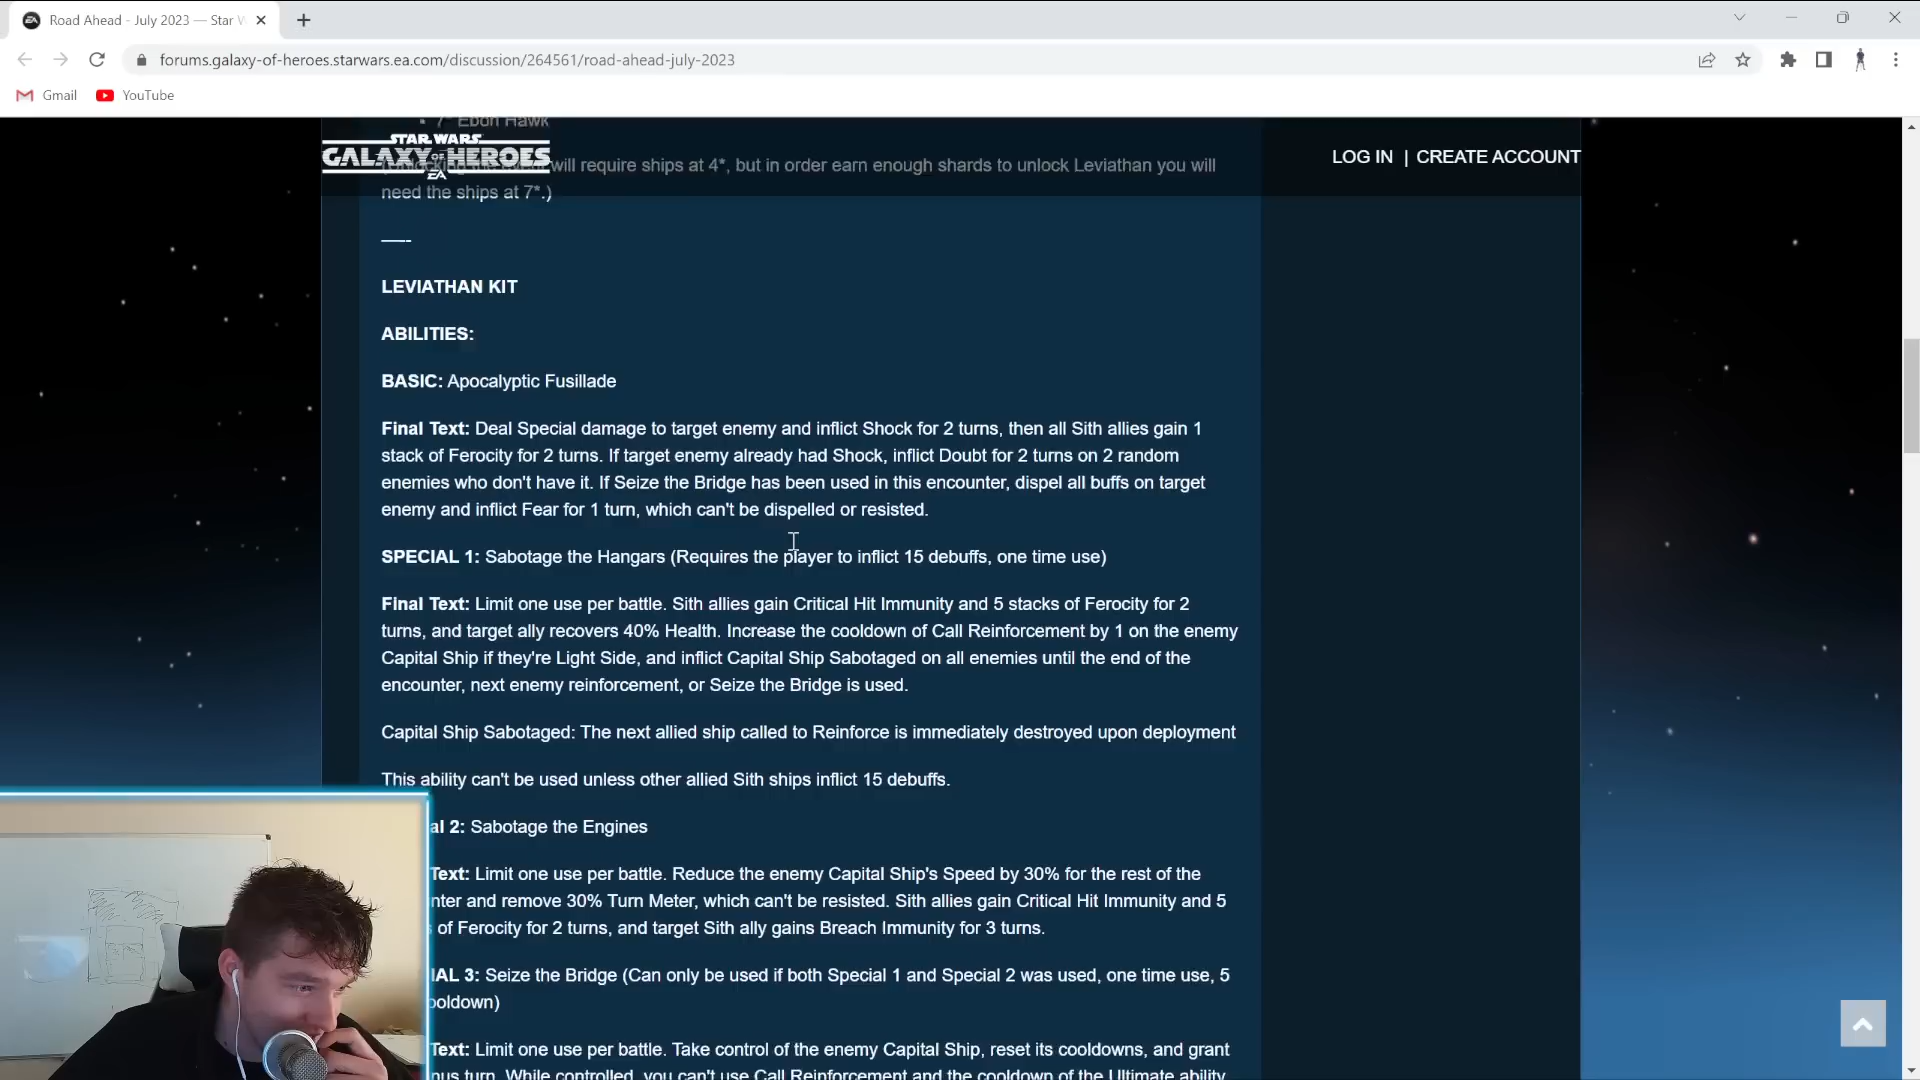 Road Ahead - July 2023 — Star W
forums.galaxy-of-heroes.starwars.ea.com/discussion/264561/road-ahead-july-2023
Gmail YouTube
• 7* Ebon Hawk
STAR WARS
GALAXY OF HEROES
EA
LOG IN | CREATE ACCOUNT
will require ships at 4*, but in order earn enough shards to unlock Leviathan you will
need the ships at 7*.)
——-
LEVIATHAN KIT
ABILITIES:
BASIC: Apocalyptic Fusillade
Final Text: Deal Special damage to target enemy and inflict Shock for 2 turns, then all Sith allies gain 1
stack of Ferocity for 2 turns. If target enemy already had Shock, inflict Doubt for 2 turns on 2 random
enemies who don't have it. If Seize the Bridge has been used in this encounter, dispel all buffs on target
enemy and inflict Fear for 1 turn, which can't be dispelled or resisted.
SPECIAL 1: Sabotage the Hangars (Requires the player to inflict 15 debuffs, one time use)
Final Text: Limit one use per battle. Sith allies gain Critical Hit Immunity and 5 stacks of Ferocity for 2
turns, and target ally recovers 40% Health. Increase the cooldown of Call Reinforcement by 1 on the enemy
Capital Ship if they're Light Side, and inflict Capital Ship Sabotaged on all enemies until the end of the
encounter, next enemy reinforcement, or Seize the Bridge is used.
Capital Ship Sabotaged: The next allied ship called to Reinforce is immediately destroyed upon deployment
This ability can't be used unless other allied Sith ships inflict 15 debuffs.
al 2: Sabotage the Engines
Text: Limit one use per battle. Reduce the enemy Capital Ship's Speed by 30% for the rest of the
nter and remove 30% Turn Meter, which can't be resisted. Sith allies gain Critical Hit Immunity and 5
of Ferocity for 2 turns, and target Sith ally gains Breach Immunity for 3 turns.
IAL 3: Seize the Bridge (Can only be used if both Special 1 and Special 2 was used, one time use, 5
ooldown)
Text: Limit one use per battle. Take control of the enemy Capital Ship, reset its cooldowns, and grant
nus turn. While controlled, you can't use Call Reinforcement and the cooldown of the Ultimate ability